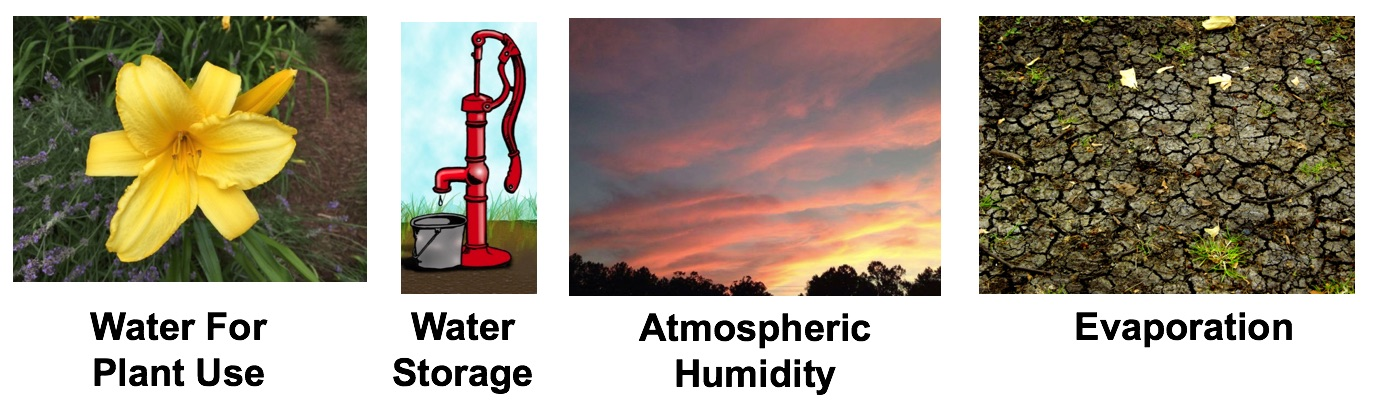 Water For
Plant Use
Water
Storage
Atmospheric
Humidity
Evaporation